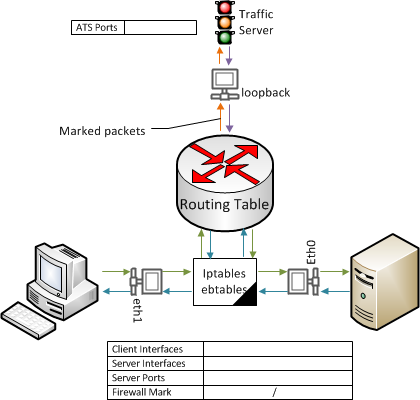 Traffic
Server
ATS Ports
loopback
Marked packets
Routing Table
Iptables
ebtables
eth1
Eth0
Client Interfaces
Server Interfaces
Server Ports
Firewall Mark /